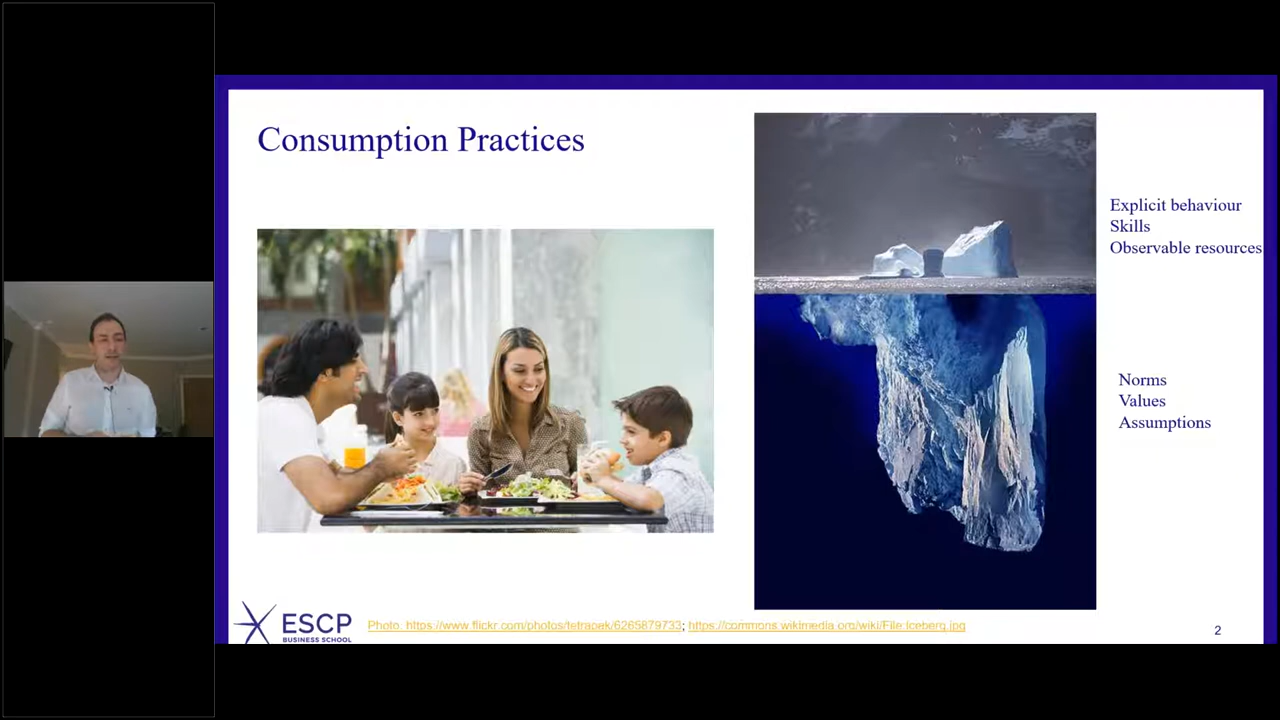 Consumption Practices
Explicit behaviour
Skills
Observable resources
Norms
Values
Assumptions
ESCP
BUSINESS SCHOOL
Photo. https://www.flickr.com/photos/tetrapak/6265879733; https://commons.wikimedia.org/wiki/File:Iceberg.jpg
2